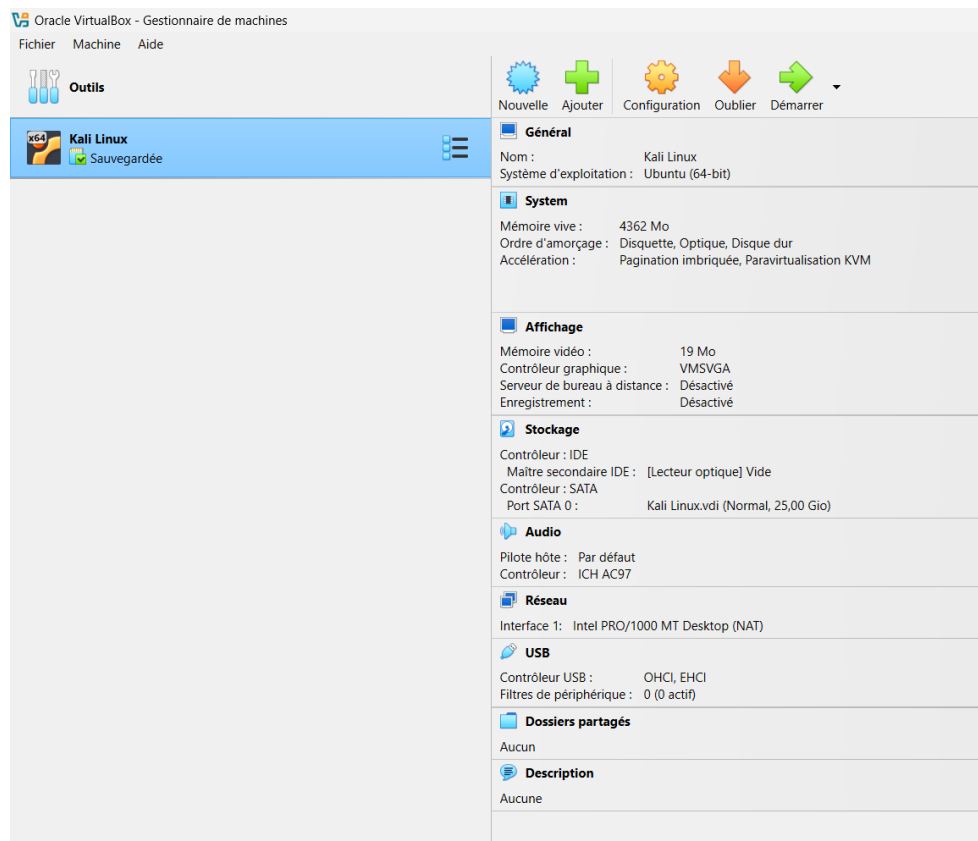 Oracle VirtualBox - Gestionnaire de machines
Fichier Machine Aide
Outils
Nouvelle Ajouter Configuration Oublier Démarrer
x64
Kali Linux
Sauvegardée
Général
Nom : Kali Linux
Système d'exploitation : Ubuntu (64-bit)
System
Mémoire vive : 4362 Mo
Ordre d'amorçage : Disquette, Optique, Disque dur
Accélération : Pagination imbriquée, Paravirtualisation KVM
Affichage
Mémoire vidéo : 19 Mo
Contrôleur graphique : VMSVGA
Serveur de bureau à distance : Désactivé
Enregistrement : Désactivé
Stockage
Contrôleur : IDE
Maître secondaire IDE : [Lecteur optique] Vide
Contrôleur : SATA
Port SATA 0 : Kali Linux.vdi (Normal, 25,00 Gio)
Audio
Pilote hôte : Par défaut
Contrôleur : ICH AC97
Réseau
Interface 1: Intel PRO/1000 MT Desktop (NAT)
USB
Contrôleur USB : OHCI, EHCI
Filtres de périphérique : 0 (0 actif)
Dossiers partagés
Aucun
Description
Aucune